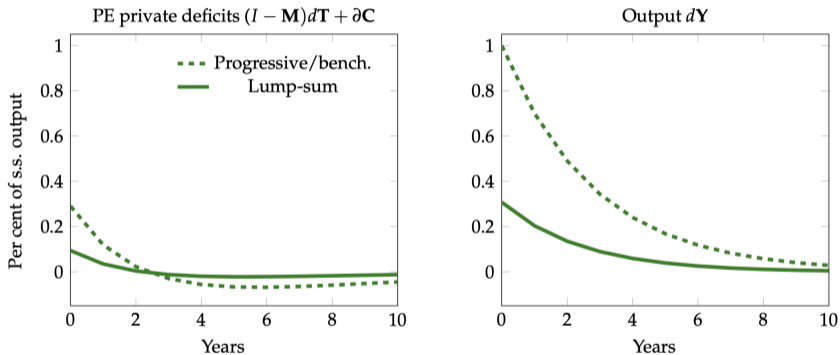 PE private deficits (I − M)dT + ∂C
Per cent of s.s. output
1
0.8
0.6
0.4
0.2
0
Progressive/bench.
Lump-sum
0 2 4 6 8 10
Years
Output dY
1
0.8
0.6
0.4
0.2
0
0 2 4 6 8 10
Years